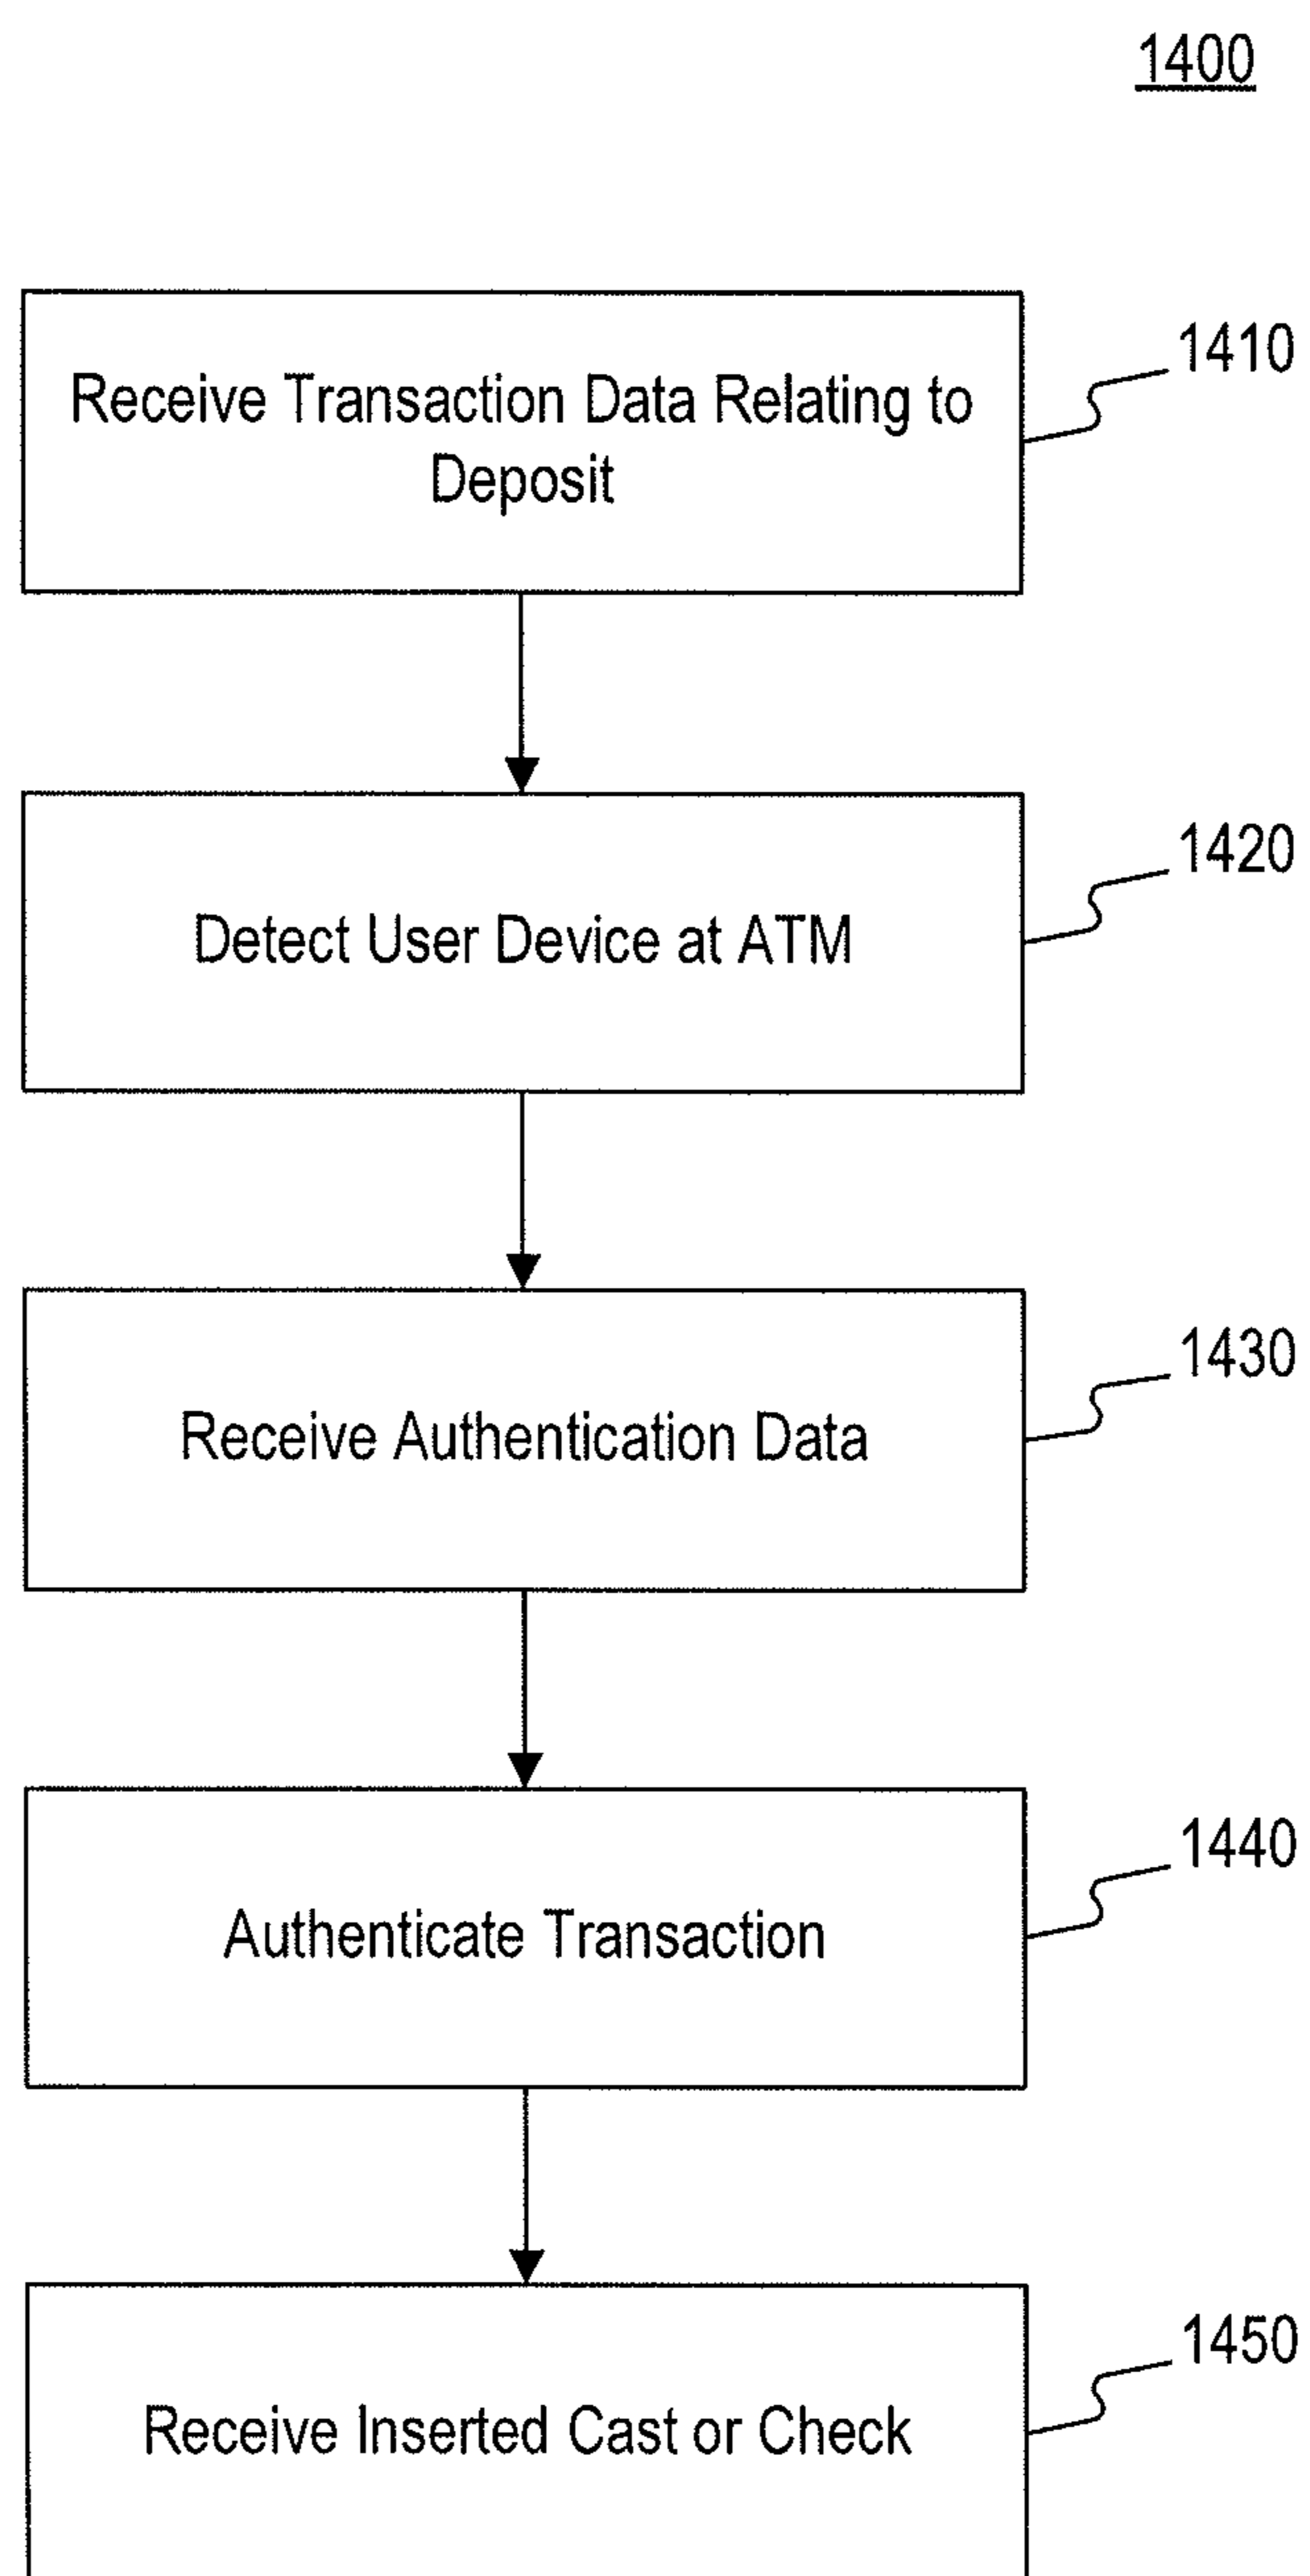 1400
Receive Transaction Data Relating to
Deposit
1410
Detect User Device at ATM
1420
Receive Authentication Data
1430
Authenticate Transaction
1440
Receive Inserted Cast or Check
1450